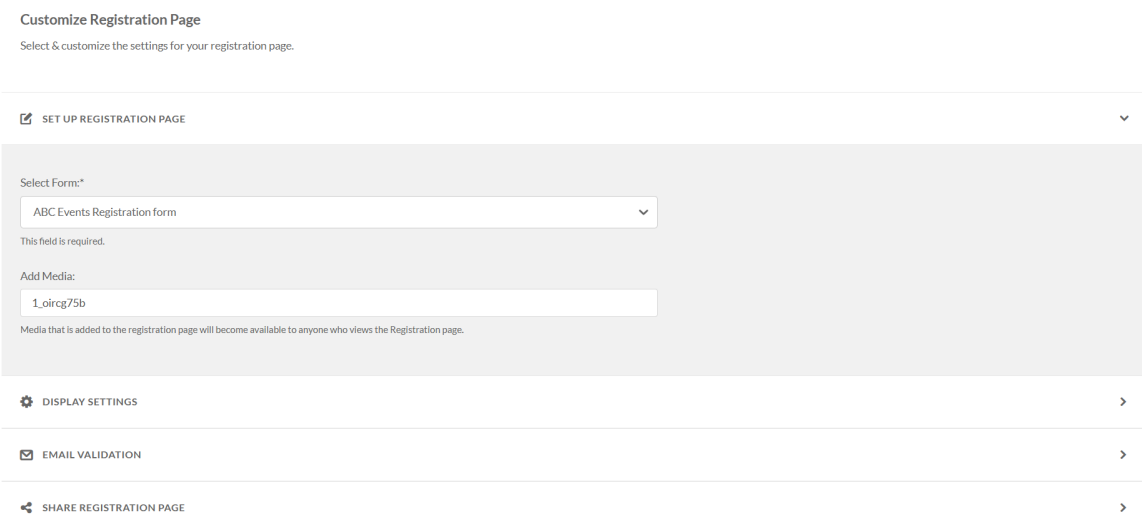 Customize Registration Page
Select & customize the settings for your registration page.
SET UP REGISTRATION PAGE
Select Form:*
ABC Events Registration form
This field is required.
Add Media:
1_oircg75b
Media that is added to the registration page will become available to anyone who views the Registration page.
DISPLAY SETTINGS
EMAIL VALIDATION
SHARE REGISTRATION PAGE